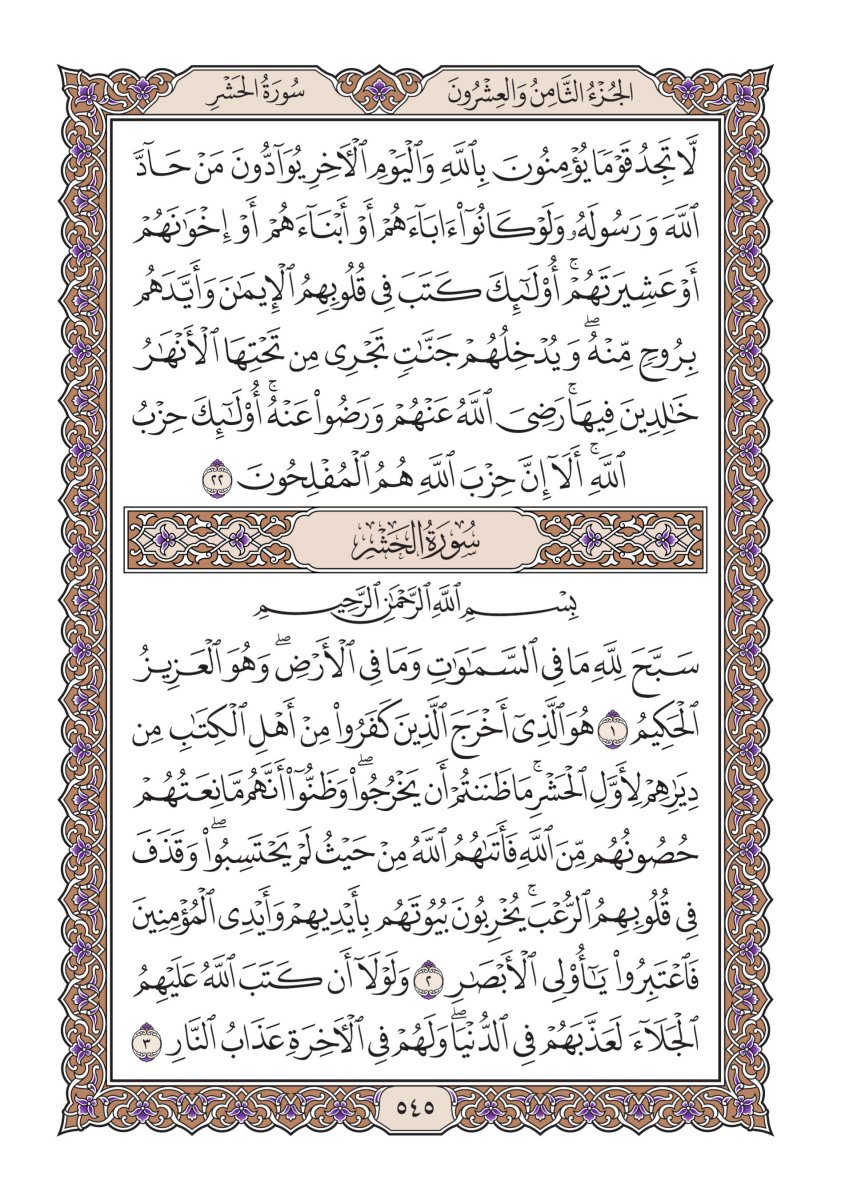 الجُزْءُ الثَّامِنُ وَالعِشْرُونَ
سُورَةُ الحَشْرِ
لَّا تَجِدُ قَوْمًا يُؤْمِنُونَ بِٱللَّهِ وَٱلْيَوْمِ ٱلْأٓخِرِ يُوَآدُّونَ مَنْ حَآدَّ
ٱللَّهَ وَرَسُولَهُۥ وَلَوْ كَانُوٓا۟ ءَابَآءَهُمْ أَوْ أَبْنَآءَهُمْ أَوْ إِخْوَٰنَهُمْ
أَوْ عَشِيرَتَهُمْۚ أُو۟لَٰٓئِكَ كَتَبَ فِى قُلُوبِهِمُ ٱلْإِيمَٰنَ وَأَيَّدَهُم
بِرُوحٍ مِّنْهُۖ وَيُدْخِلُهُمْ جَنَّٰتٍ تَجْرِى مِن تَحْتِهَا ٱلْأَنْهَٰرُ
خَٰلِدِينَ فِيهَاۚ رَضِىَ ٱللَّهُ عَنْهُمْ وَرَضُوا۟ عَنْهُۚ أُو۟لَٰٓئِكَ حِزْبُ
ٱللَّهِۚ أَلَآ إِنَّ حِزْبَ ٱللَّهِ هُمُ ٱلْمُفْلِحُونَ ٢٢
سُورَةُ الحَشْرِ
بِسْمِ ٱللَّهِ ٱلرَّحْمَٰنِ ٱلرَّحِيمِ
سَبَّحَ لِلَّهِ مَا فِى ٱلسَّمَٰوَٰتِ وَمَا فِى ٱلْأَرْضِۖ وَهُوَ ٱلْعَزِيزُ
ٱلْحَكِيمُ ١ هُوَ ٱلَّذِىٓ أَخْرَجَ ٱلَّذِينَ كَفَرُوا۟ مِنْ أَهْلِ ٱلْكِتَٰبِ مِن
دِيَٰرِهِمْ لِأَوَّلِ ٱلْحَشْرِۚ مَا ظَنَنتُمْ أَن يَخْرُجُوا۟ۖ وَظَنُّوٓا۟ أَنَّهُم مَّانِعَتُهُمْ
حُصُونُهُم مِّنَ ٱللَّهِ فَأَتَىٰهُمُ ٱللَّهُ مِنْ حَيْثُ لَمْ يَحْتَسِبُوا۟ۖ وَقَذَفَ
فِى قُلُوبِهِمُ ٱلرُّعْبَۚ يُخْرِبُونَ بُيُوتَهُم بِأَيْدِيهِمْ وَأَيْدِى ٱلْمُؤْمِنِينَ
فَٱعْتَبِرُوا۟ يَٰٓأُو۟لِى ٱلْأَبْصَٰرِ ٢ وَلَوْلَآ أَن كَتَبَ ٱللَّهُ عَلَيْهِمُ
ٱلْجَلَآءَ لَعَذَّبَهُمْ فِى ٱلدُّنْيَاۖ وَلَهُمْ فِى ٱلْأٓخِرَةِ عَذَابُ ٱلنَّارِ ٣
٥٤٥